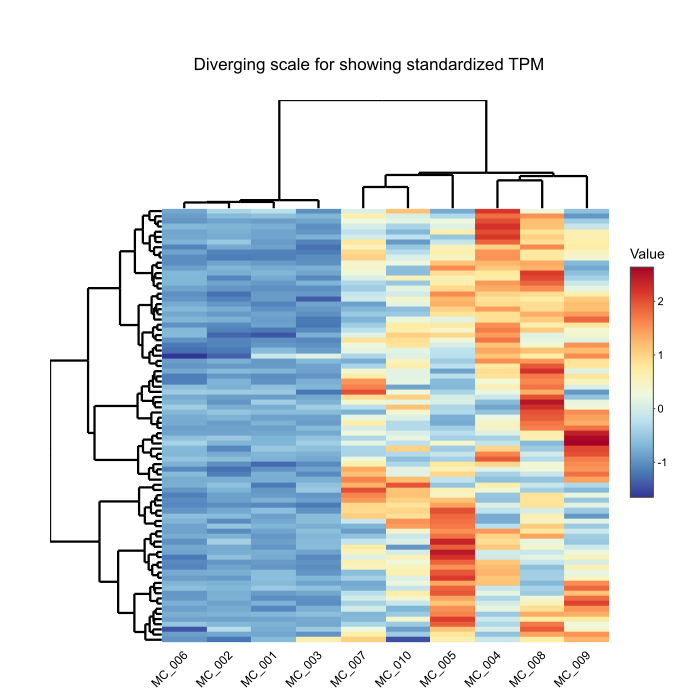 Diverging scale for showing standardized TPM
Value
2
1
0
-1
MC_006
MC_002
MC_001
MC_003
MC_007
MC_010
MC_005
MC_004
MC_008
MC_009